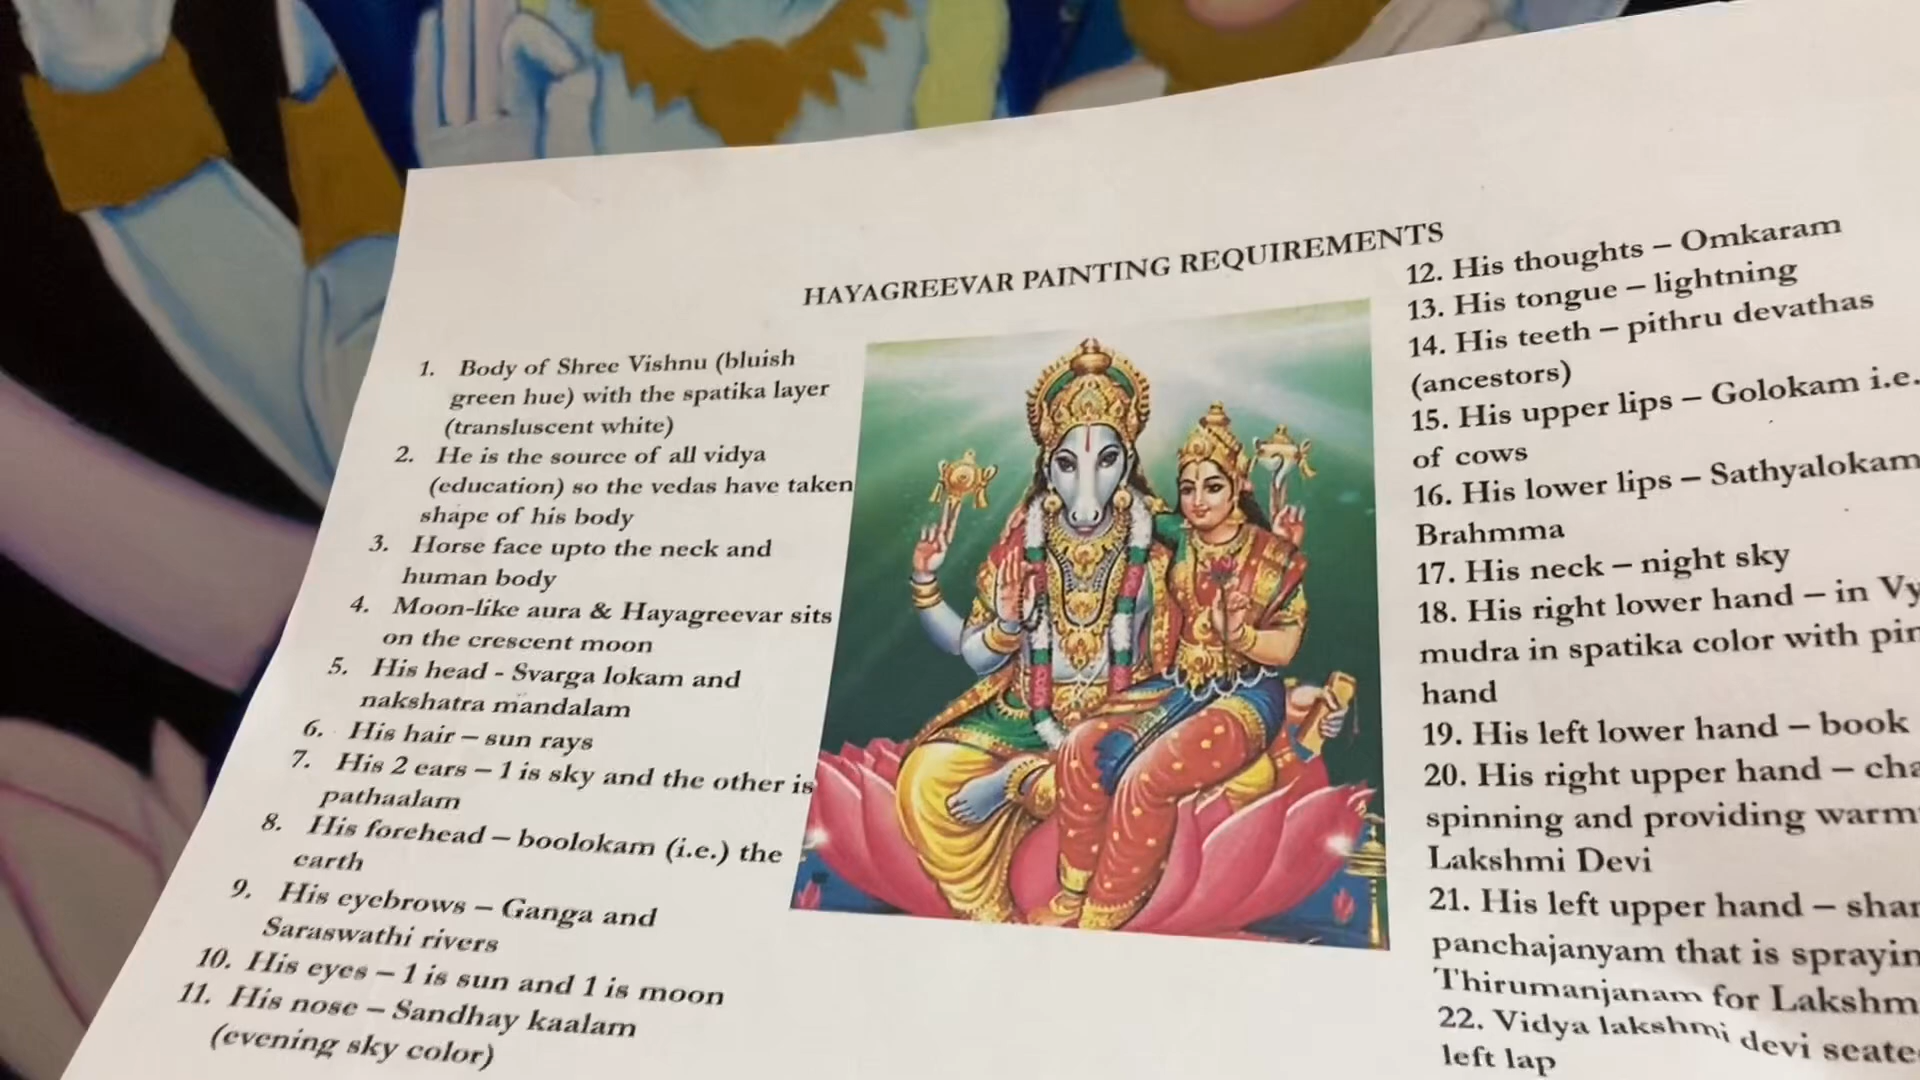 HAYAGREEVAR PAINTING REQUIREMENTS
1. Body of Shree Vishnu (bluish
green hue) with the spatika layer
(transluscent white)
2. He is the source of all vidya
(education) so the vedas have taken
shape of his body
3. Horse face upto the neck and
human body
4. Moon-like aura & Hayagreevar sits
on the crescent moon
5. His head - Svarga lokam and
nakshatra mandalam
6. His hair – sun rays
7. His 2 ears – 1 is sky and the other is
pathaalam
8. His forehead – boolokam (i.e.) the
earth
9. His eyebrows – Ganga and
Saraswathi rivers
10. His eyes – 1 is sun and 1 is moon
11. His nose – Sandhay kaalam
(evening sky color)
12. His thoughts – Omkaram
13. His tongue – lightning
14. His teeth – pithru devathas
(ancestors)
15. His upper lips – Golokam i.e.
of cows
16. His lower lips – Sathyalokam
Brahmma
17. His neck – night sky
18. His right lower hand – in
mudra in spatika color with
hand
19. His left lower hand – book
20. His right upper hand –
spinning and providing
Lakshmi Devi
21. His left upper hand –
panchajanyam that is
Thirumanjanam for
22. Vidya lakshmi devi
left lap